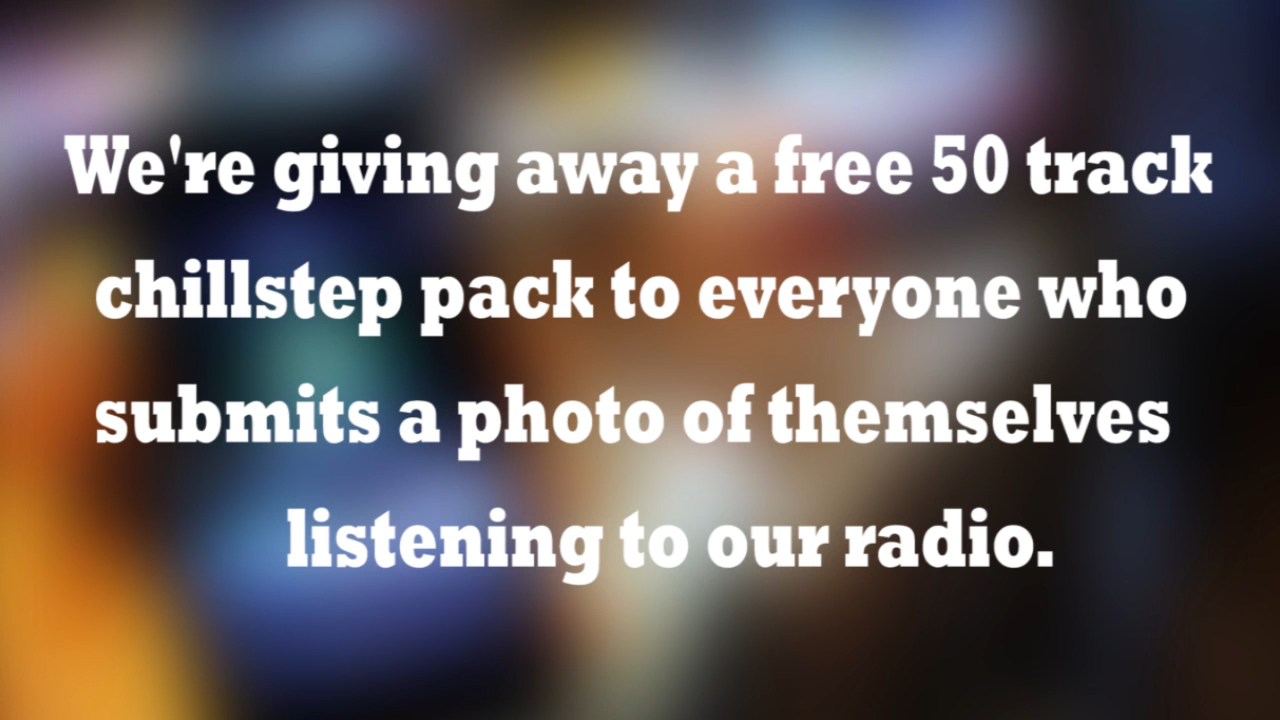 We're giving away a free 50 track
chillstep pack to everyone who
submits a photo of themselves
listening to our radio.